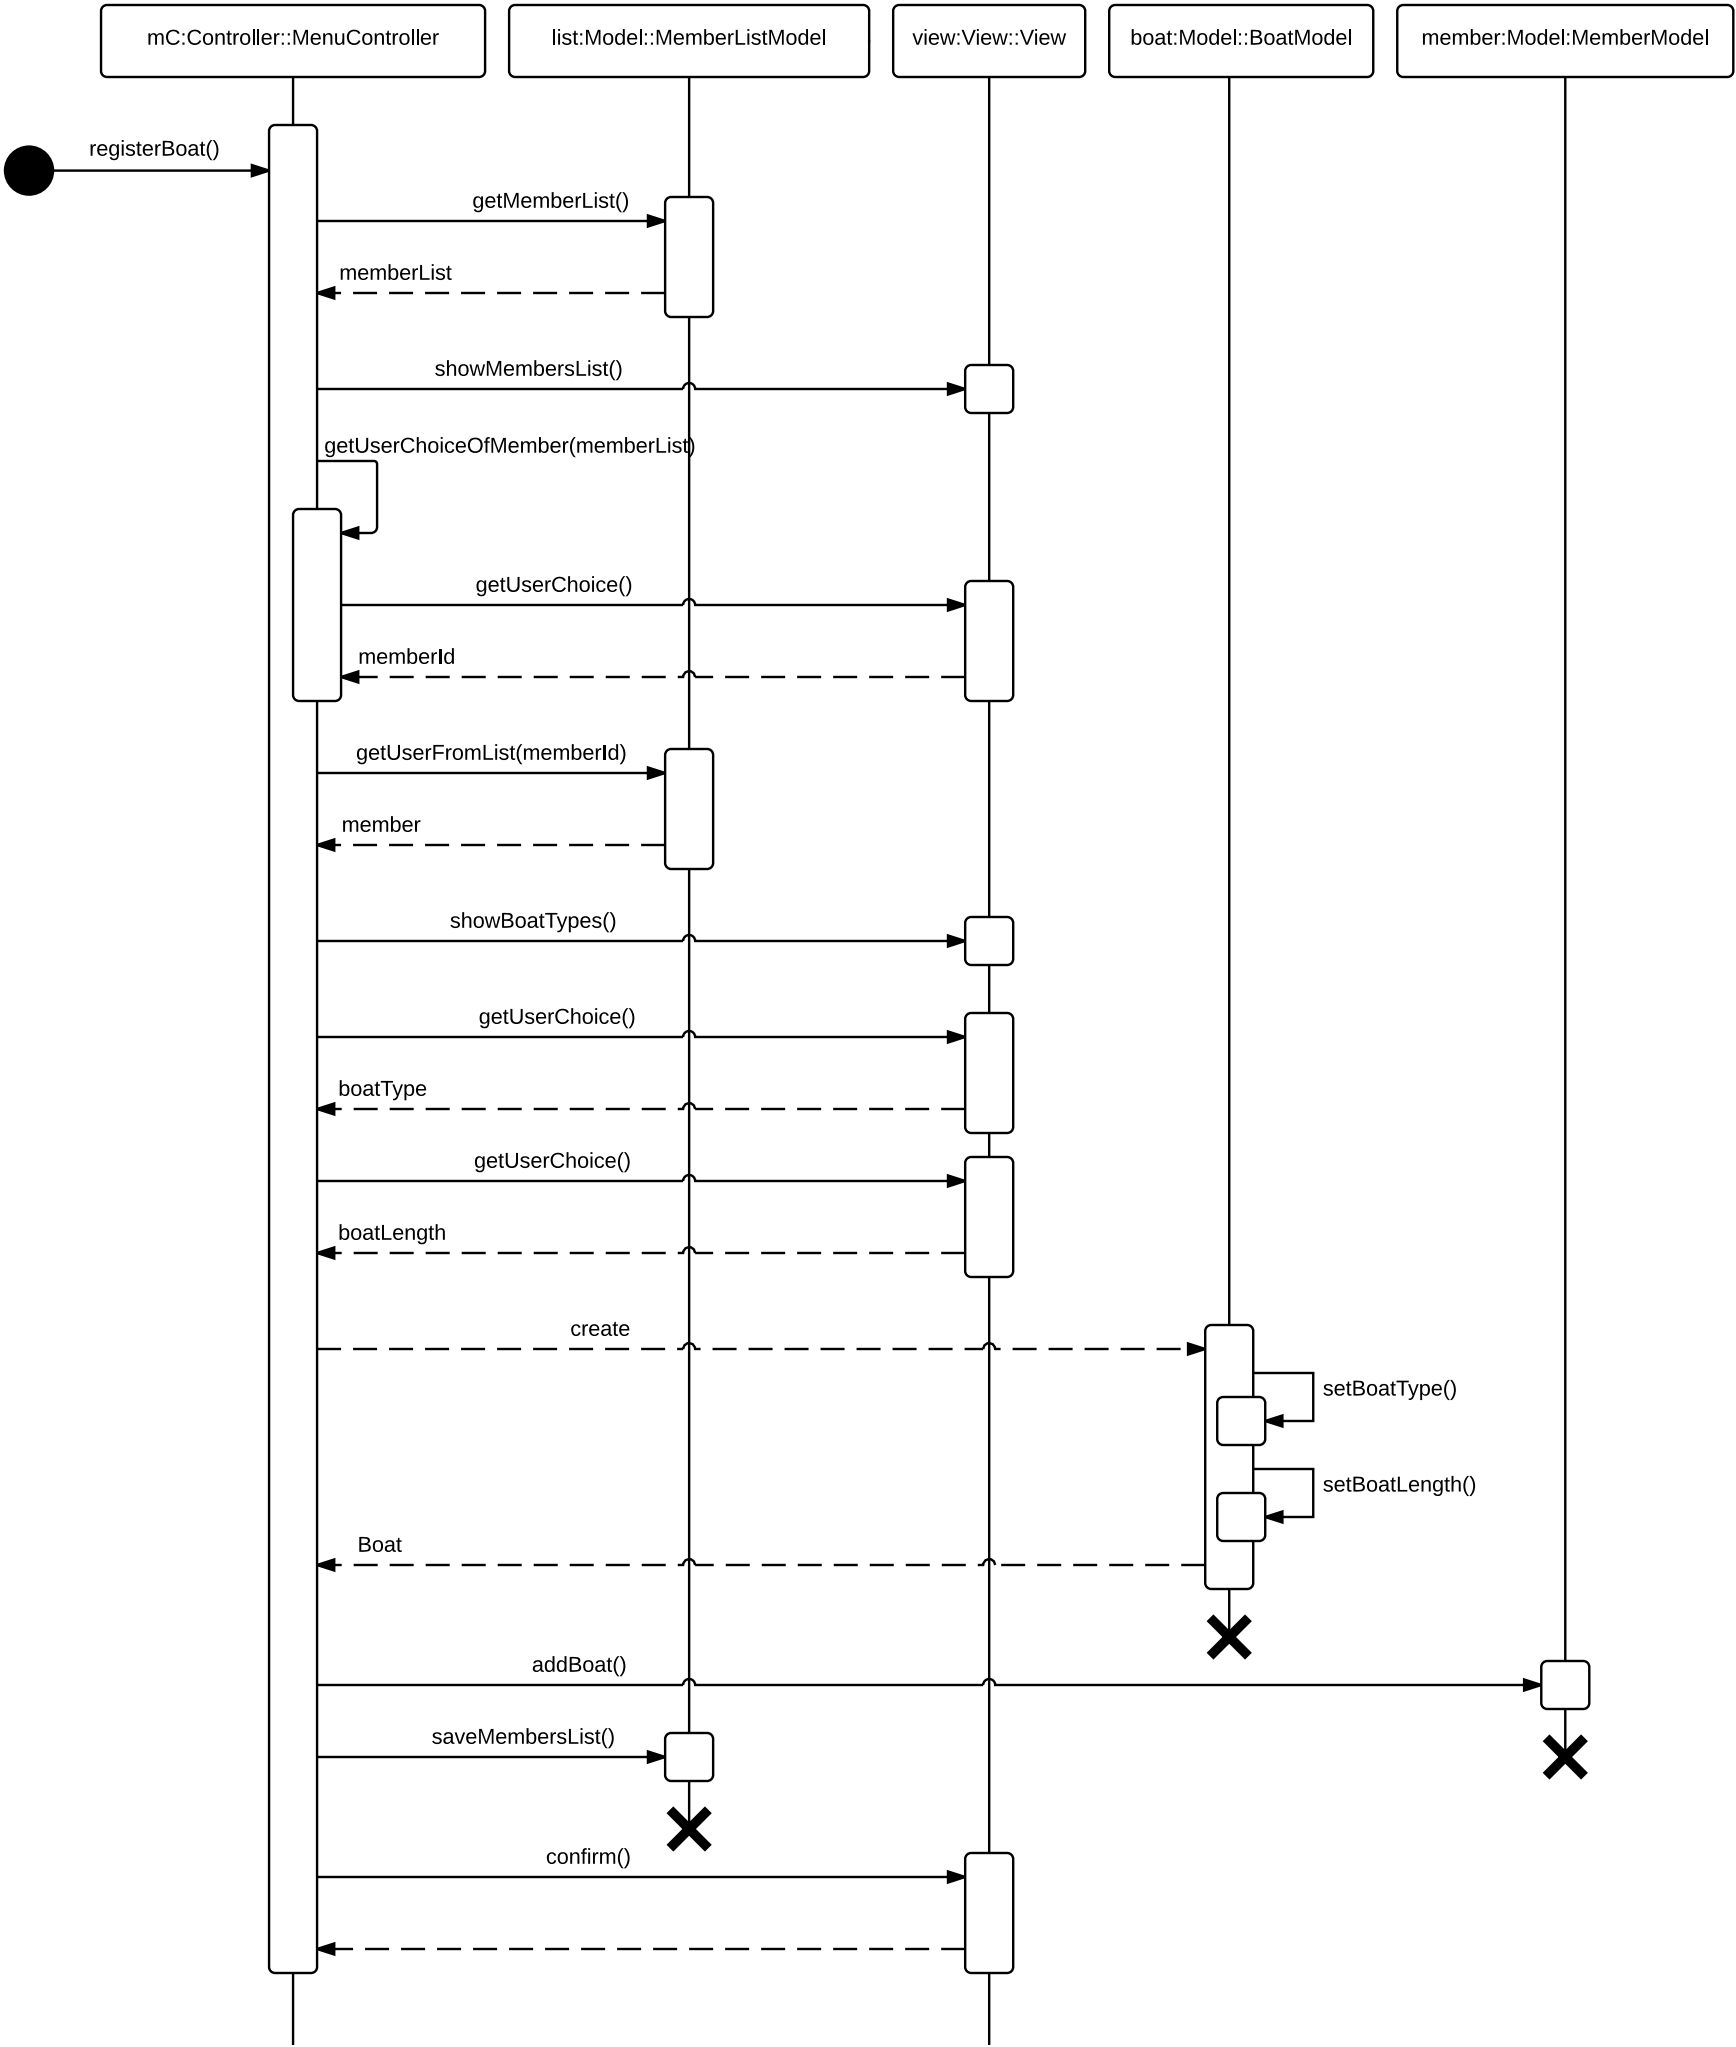 mC:Controller::MenuController
list:Model::MemberListModel
view:View::View
boat:Model::BoatModel
member:Model:MemberModel
registerBoat()
getMemberList()
memberList
showMembersList()
getUserChoiceOfMember(memberList)
getUserChoice()
memberId
getUserFromList(memberId)
member
showBoatTypes()
getUserChoice()
boatType
getUserChoice()
boatLength
create
setBoatType()
setBoatLength()
Boat
addBoat()
saveMembersList()
confirm()